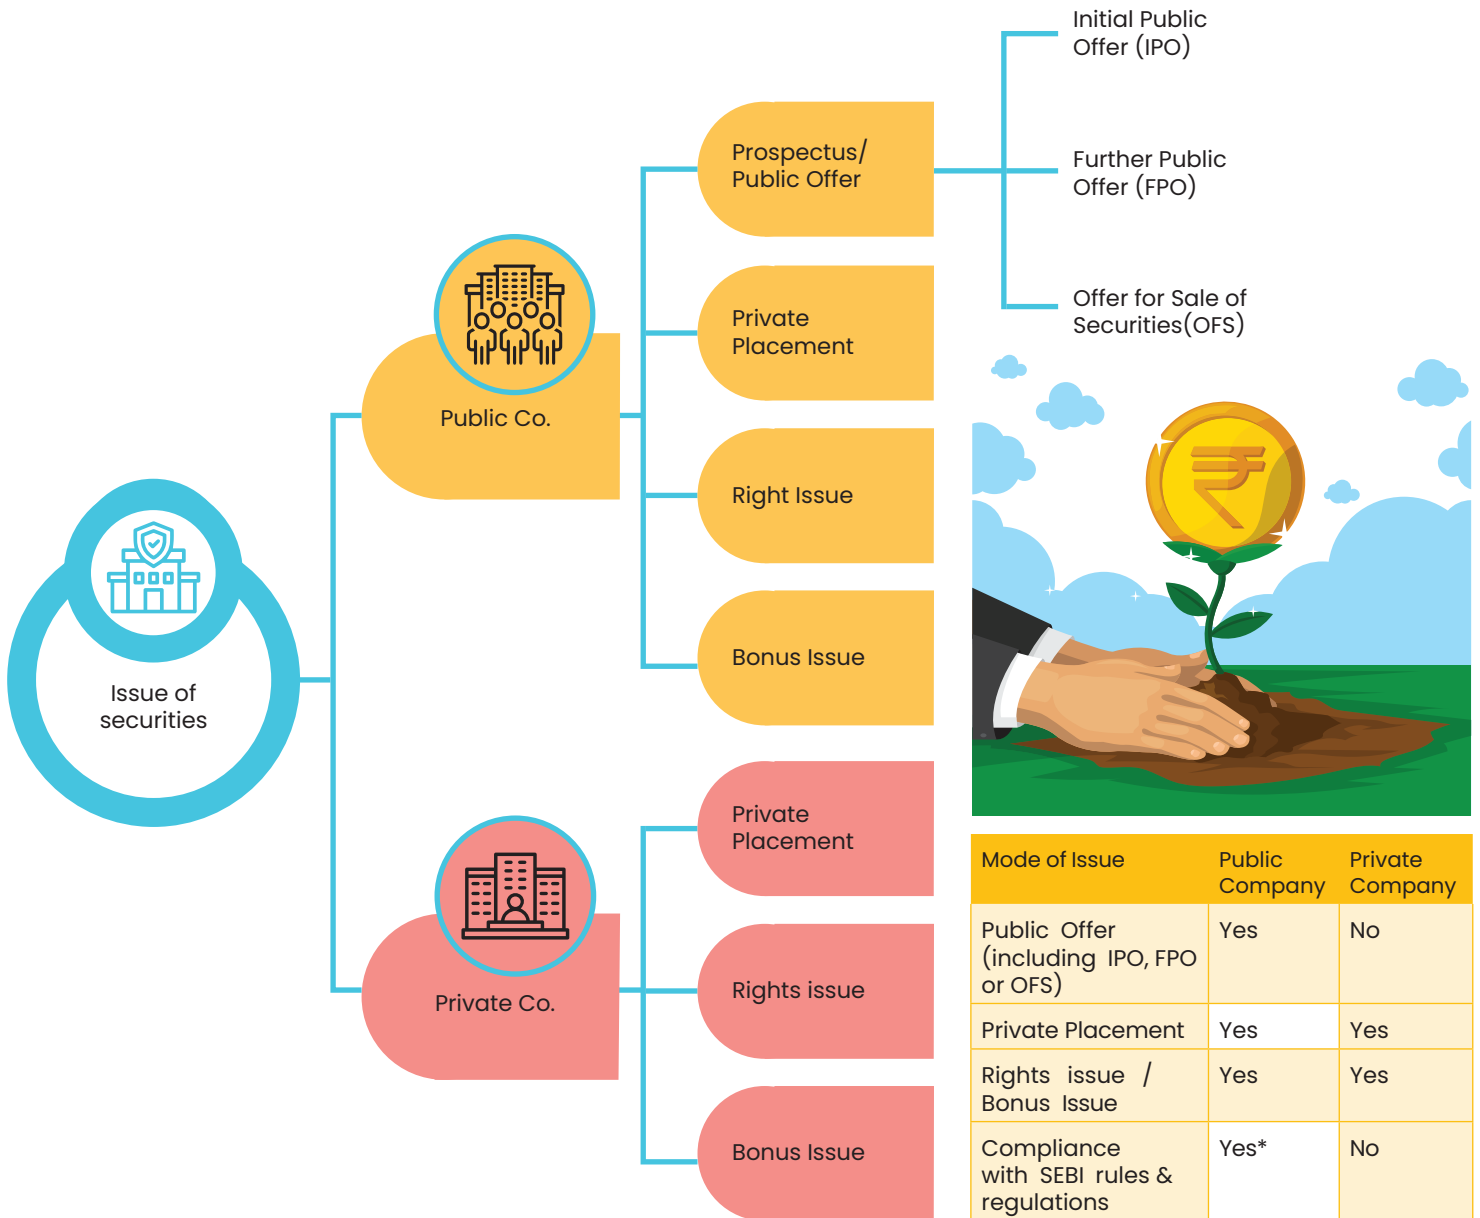 Initial Public
Offer (IPO)
Further Public
Offer (FPO)
Offer for Sale of
Securities(OFS)
Prospectus/
Public Offer
Private
Placement
Right Issue
Bonus Issue
Public Co.
Issue of
securities
Private Co.
Private
Placement
Rights issue
Bonus Issue
Mode of Issue
Public
Company
Private
Company
Public Offer
(including IPO, FPO
or OFS)
Yes
No
Private Placement
Yes
Yes
Rights issue /
Bonus Issue
Yes
Yes
Compliance
with SEBI rules &
regulations
Yes*
No